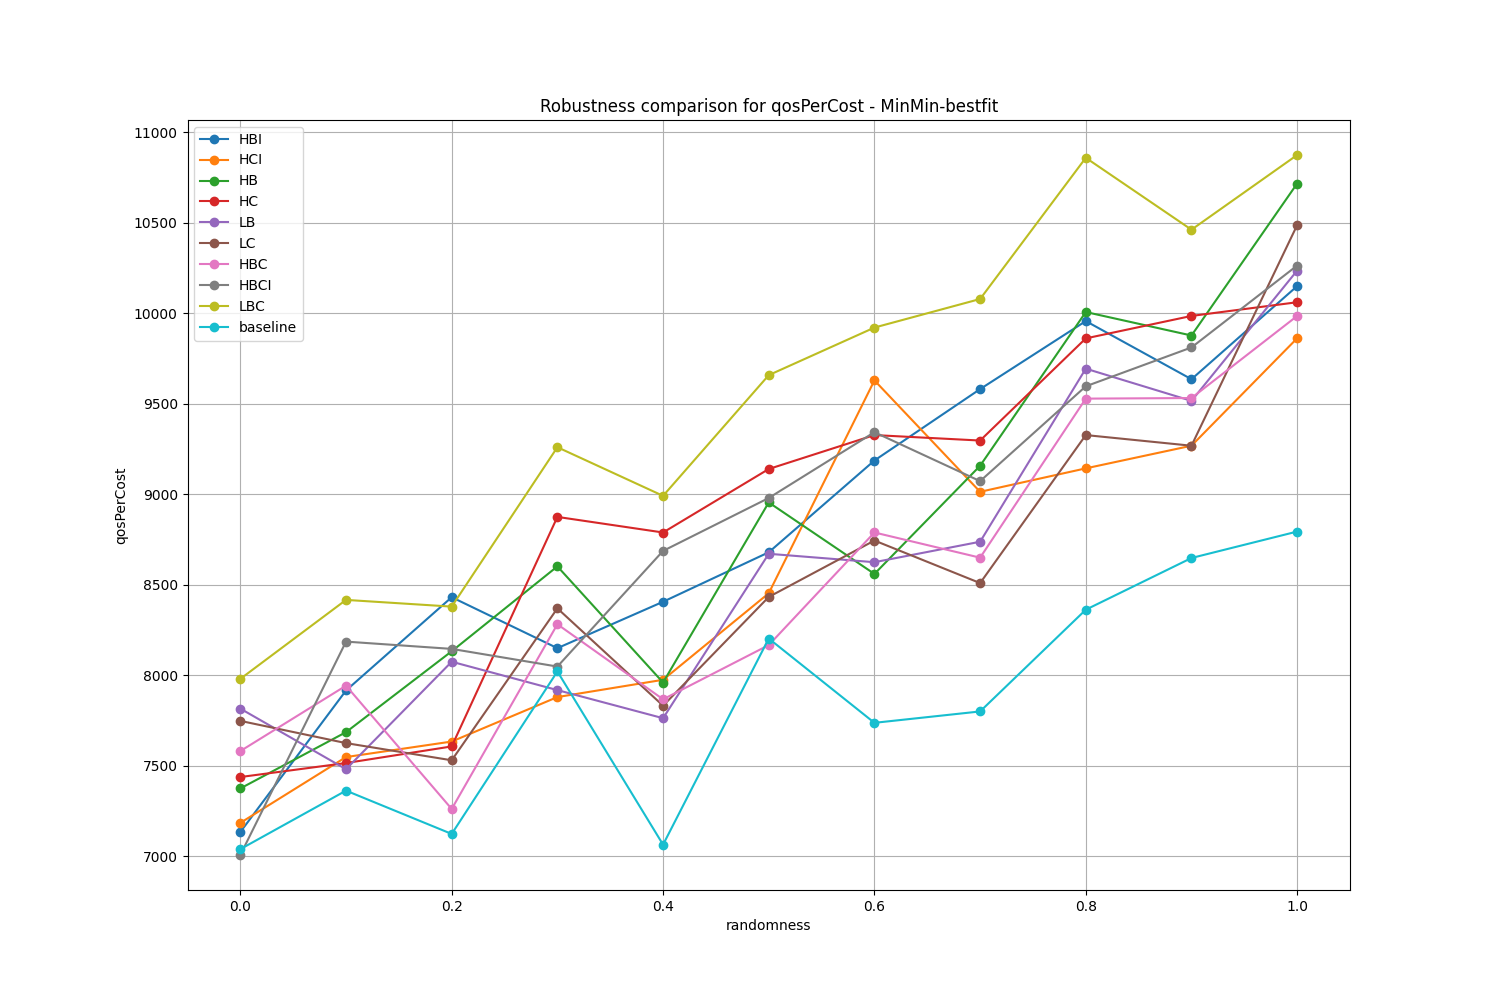 Robustness comparison for qosPerCost - MinMin-bestfit
HBI
HCI
HB
HC
LB
LC
HBC
HBCI
LBC
baseline
11000
10500
10000
9500
9000
8500
8000
7500
7000
qosPerCost
0.0
0.2
0.4
0.6
0.8
1.0
randomness